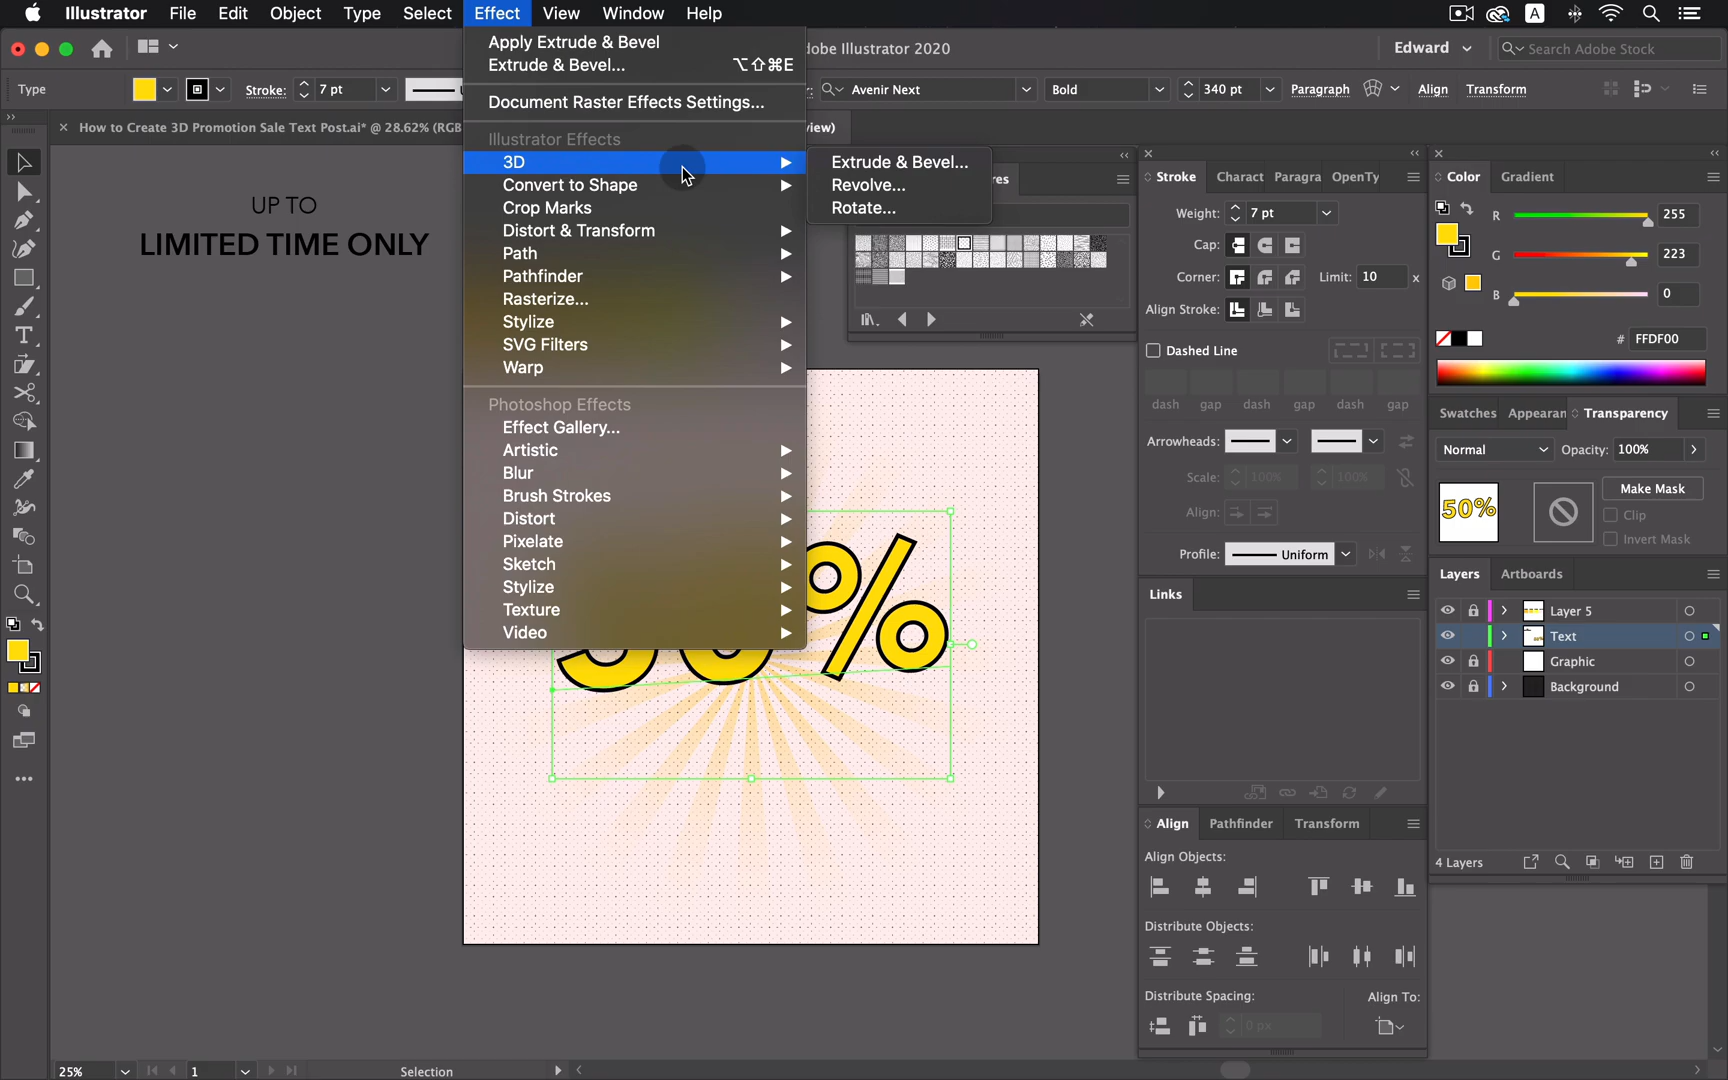 Illustrator File Edit Object Type Select Effect View Window Help
A
dobe Illustrator 2020
Edward
Search Adobe Stock
Type
Stroke: 7 pt
Avenir Next
Bold
340 pt
Paragraph
Align
Transform
How to Create 3D Promotion Sale Text Post.ai* @ 28.62% (RGB
iew)
Apply Extrude & Bevel
Extrude & Bevel... ⌥⇧⌘E
Document Raster Effects Settings...
Illustrator Effects
3D
Convert to Shape
Crop Marks
Distort & Transform
Path
Pathfinder
Rasterize...
Stylize
SVG Filters
Warp
Photoshop Effects
Effect Gallery...
Artistic
Blur
Brush Strokes
Distort
Pixelate
Sketch
Stylize
Texture
Video
Extrude & Bevel...
Revolve...
Rotate...
res
UP TO
LIMITED TIME ONLY
50%
Stroke Charact Paragra OpenTy
Weight: 7 pt
Cap:
Corner: Limit: 10 x
Align Stroke:
Dashed Line
dash gap dash gap dash gap
Arrowheads:
Scale: 100% 100%
Align:
Profile: Uniform
Links
Align Pathfinder Transform
Align Objects:
Distribute Objects:
Distribute Spacing: Align To:
0 px
Color Gradient
R 255
G 223
B 0
# FFDF00
Swatches Appearan Transparency
Normal Opacity: 100%
50%
Make Mask
Clip
Invert Mask
Layers Artboards
Layer 5
Text
Graphic
Background
4 Layers
25% 1 Selection